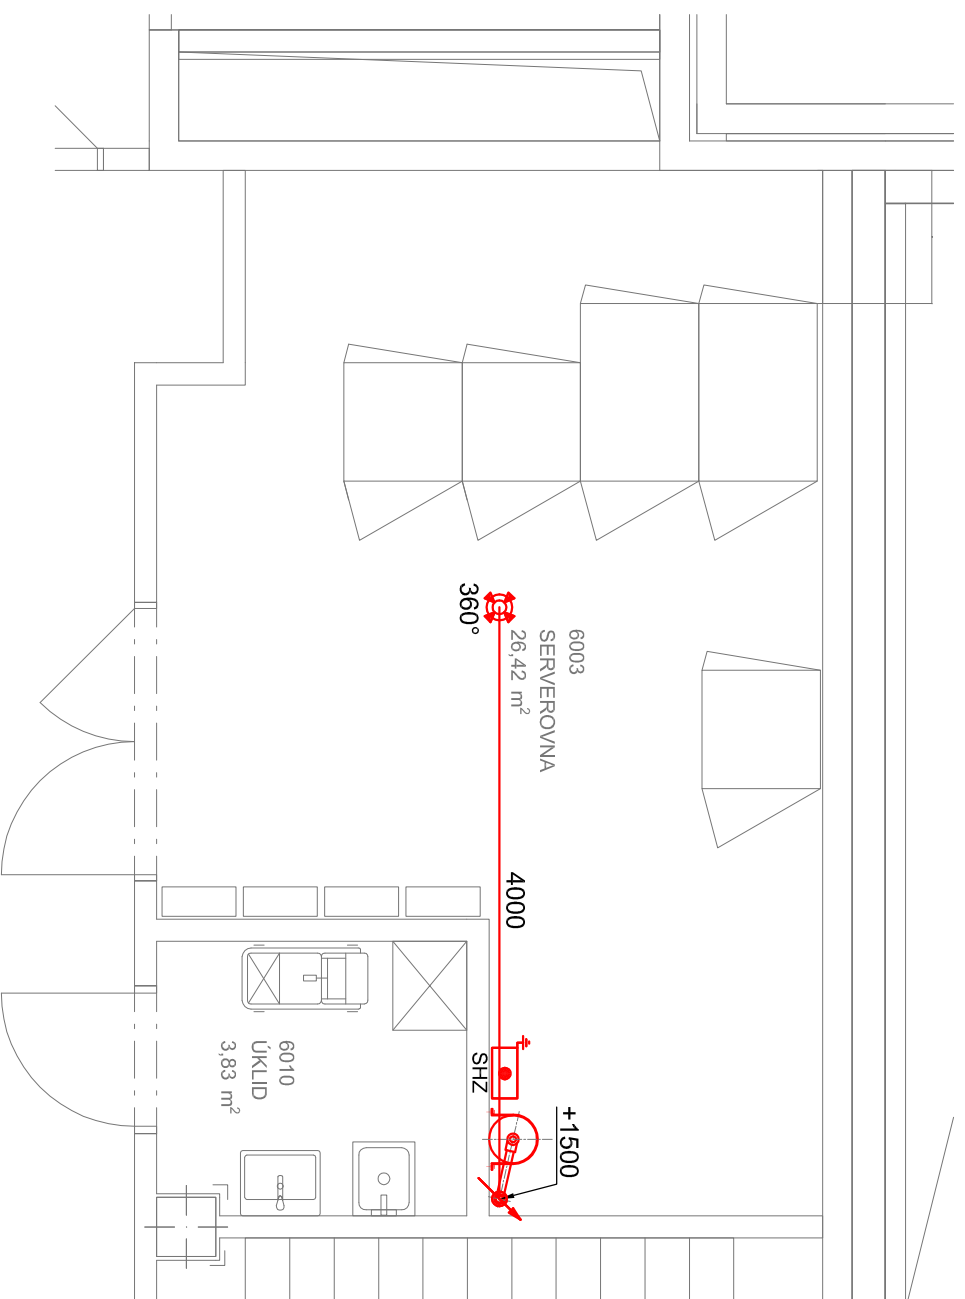 6003
SERVEROVNA
26,42 m²
360°
4000
SHZ
+1500
6010
ÚKLID
3,83 m²